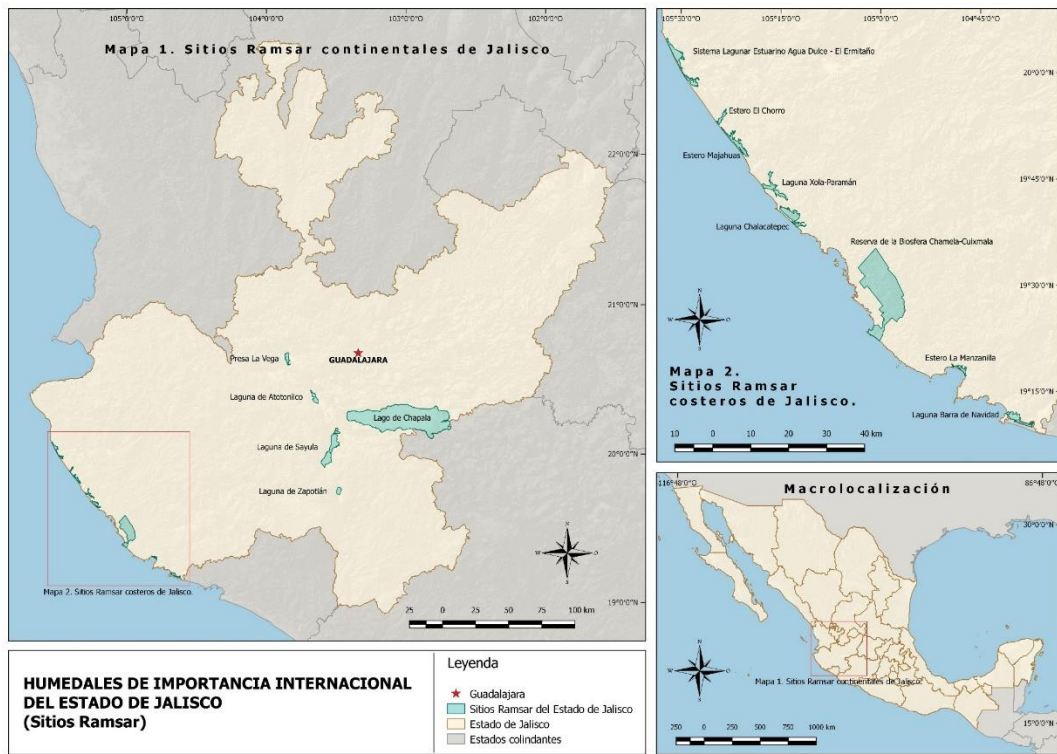 105°0'0"O
104°0'0"O
103°0'0"O
102°0'0"O
Mapa 1. Sitios Ramsar continentales de Jalisco
22°0'0"N
21°0'0"N
20°0'0"N
19°0'0"N
Presa La Vega
GUADALAJARA
Laguna de Atotonilco
Lago de Chapala
Laguna de Sayula
Laguna de Zapotlán
Mapa 2. Sitios Ramsar costeros de Jalisco.
N
E
O
S
25 0 25 50 75 100 km
105°30'0"O
105°15'0"O
105°0'0"O
104°45'0"O
Sistema Lagunar Estuarino Agua Dulce - El Ermitaño
20°0'0"N
Estero El Chorro
Estero Majahuas
19°45'0"N
Laguna Xola-Paramán
Laguna Chalacatepec
Reserva de la Biosfera Chamela-Cuixmala
19°30'0"N
N
E
O
S
Estero La Manzanilla
Mapa 2.
Sitios Ramsar
costeros de Jalisco.
19°15'0"N
Laguna Barra de Navidad
10 0 10 20 30 40 km
116°48'0"O
86°48'0"O
Macrolocalización
30°0'0"N
N
E
O
S
Mapa 1. Sitios Ramsar continentales de Jalisco.
15°0'0"N
250 0 250 500 750 1000 km
HUMEDALES DE IMPORTANCIA INTERNACIONAL
DEL ESTADO DE JALISCO
(Sitios Ramsar)
Leyenda
Guadalajara
Sitios Ramsar del Estado de Jalisco
Estado de Jalisco
Estados colindantes